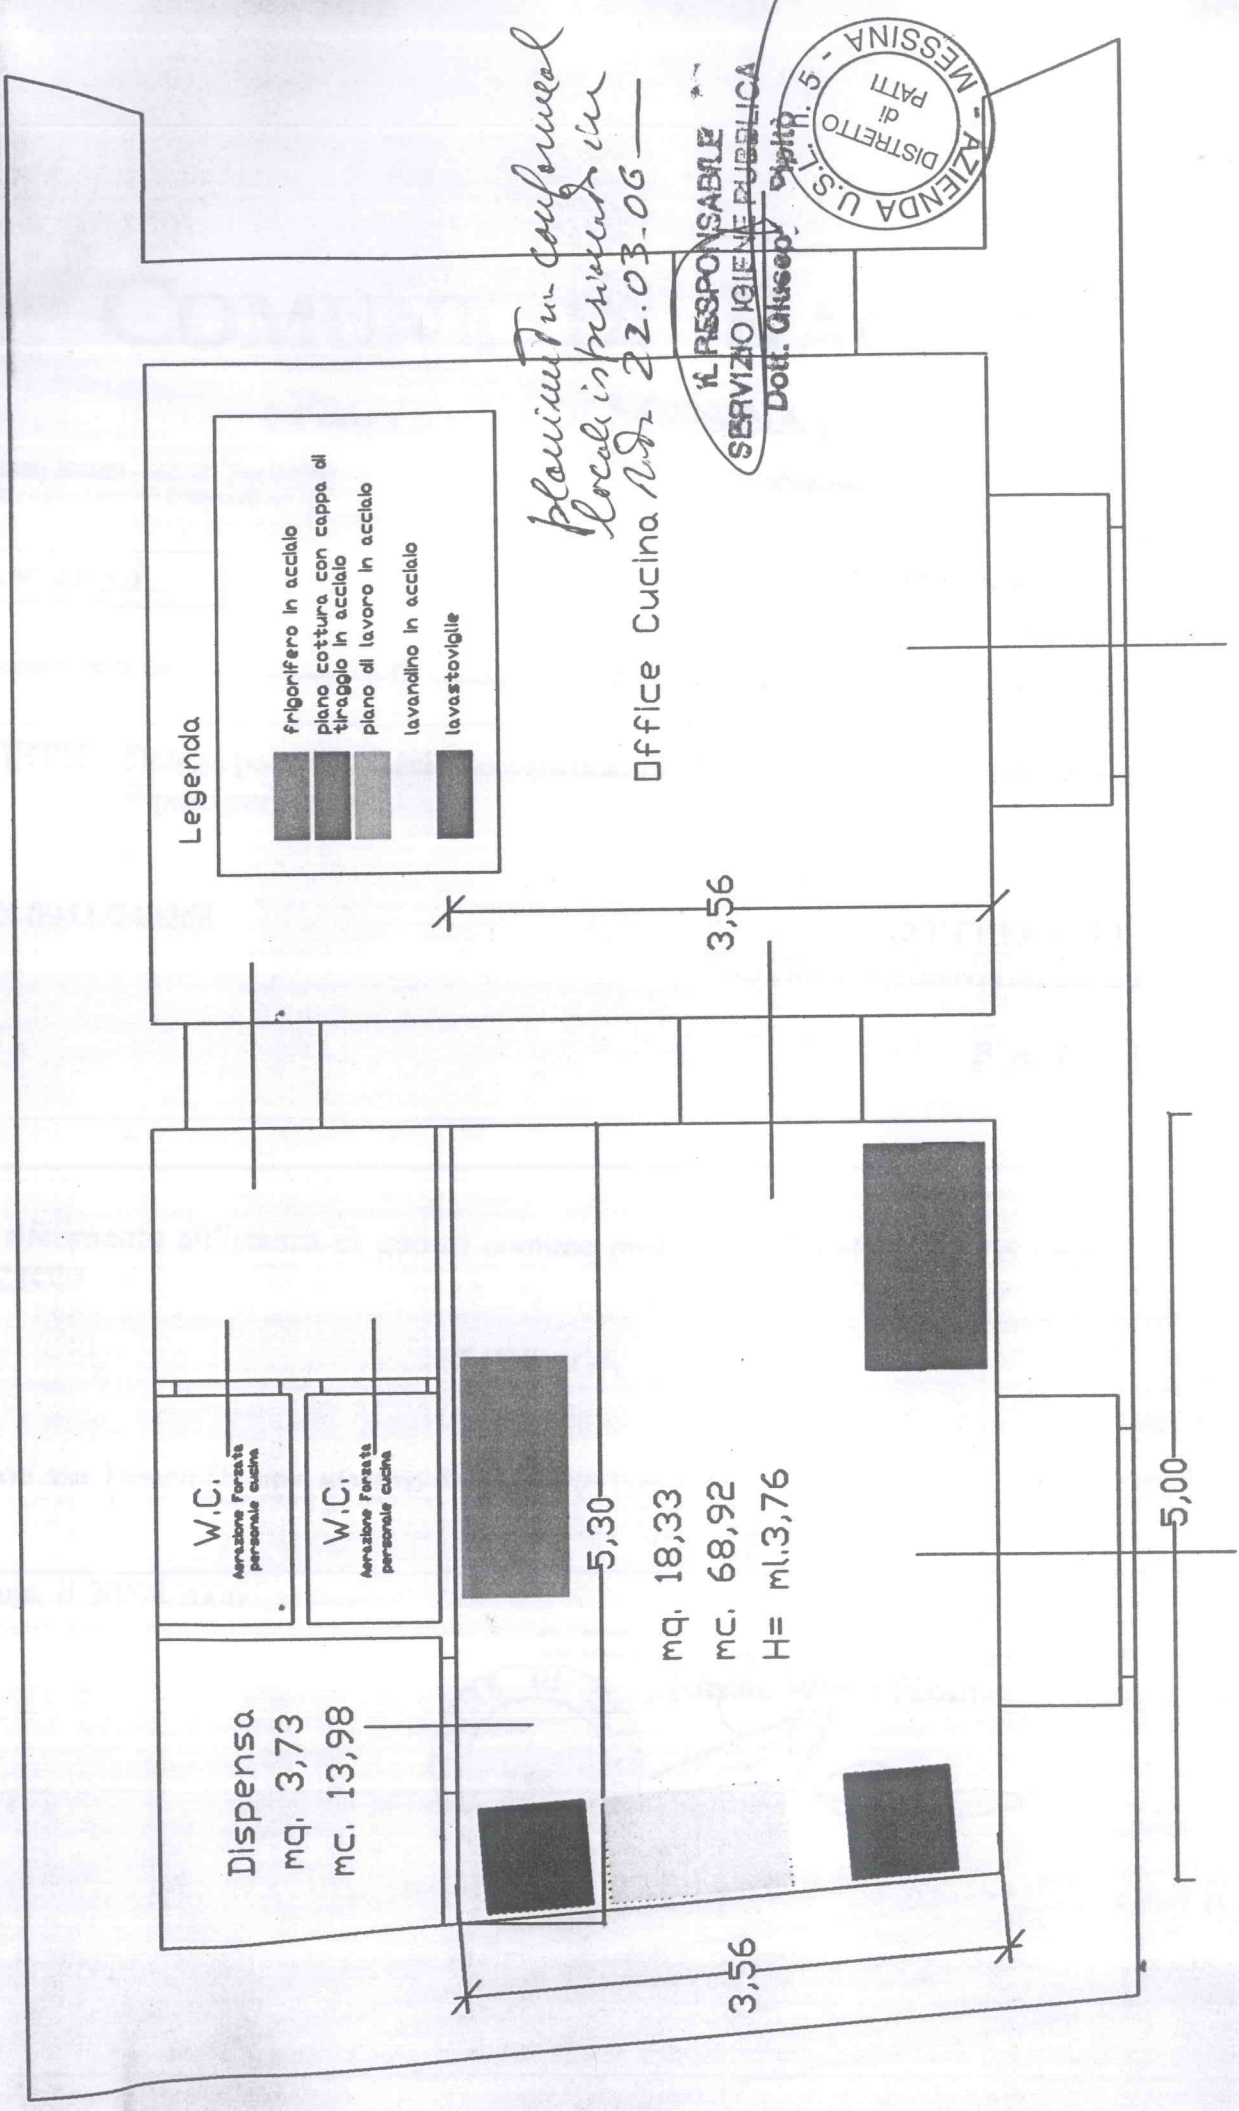 Legenda
frigorifero in acciaio
piano cottura con cappa di
tiraggio in acciaio
piano di lavoro in acciaio
lavandino in acciaio
lavastoviglie
Office Cucina
locali
22-03-06
IL RESPONSABILE
SERVIZIO IGIENE PUBBLICA
Dott.
AZIENDA U.S.L. n. 5 - MESSINA -
DISTRETTO
di
PATTI
3,56
W.C.
Aerazione Forzata
personale cucina
W.C.
Aerazione Forzata
personale cucina
Dispensa
mq. 3,73
mc. 13,98
5,30
mq. 18,33
mc. 68,92
H= ml.3,76
3,56
5,00